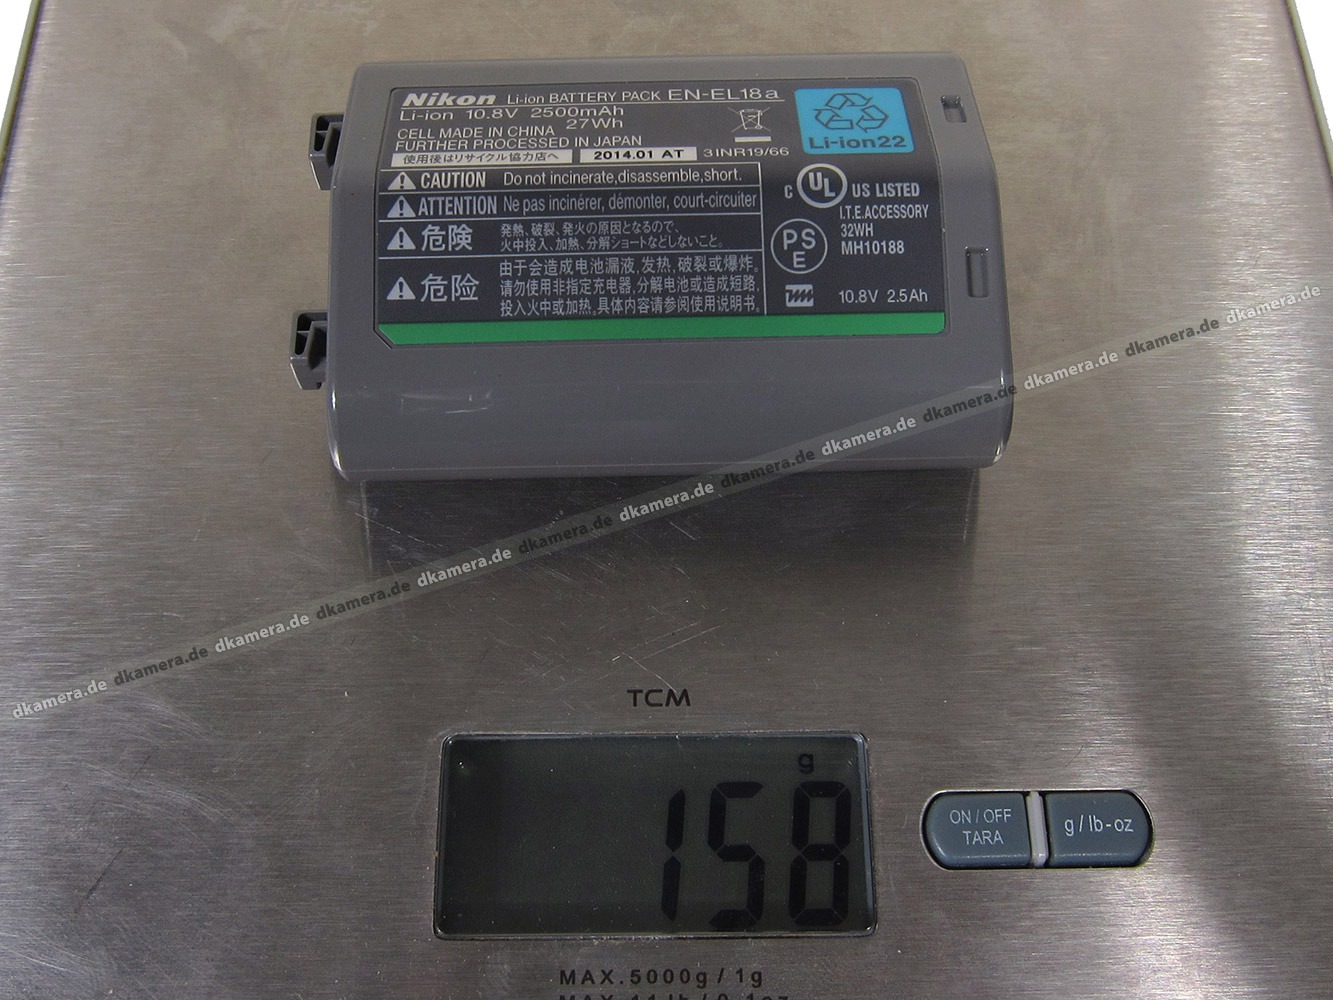 Nikon Li-ion BATTERY PACK EN-EL18a
Li-ion 10.8V 2500mAh
27Wh
CELL MADE IN CHINA
FURTHER PROCESSED IN JAPAN
使用後はリサイクル協力店へ 2014.01 AT 3INR19/66
Li-ion22
CAUTION Do not incinerate,disassemble,short.
ATTENTION Ne pas incinérer, démonter, court-circuiter
危険 発熱、破裂、発火の原因となるので、
火中投入、加熱、分解ショートなどしないこと。
危险 由于会造成电池漏液,发热,破裂或爆炸。
请勿使用非指定充电器,分解电池或造成短路,
投入火中或加热。具体内容请参阅使用说明书。
C UL US LISTED
I.T.E.ACCESSORY
32WH
MH10188
PS
E
10.8V 2.5Ah
dkamera.de dkamera.de dkamera.de dkamera.de dkamera.de dkamera.de dkamera.de dkamera.de dkamera.de dkamera.de dkamera.de dkamera.de dkamera.de
TCM
g
158
ON / OFF
TARA
g / lb-oz
MAX.5000g / 1g